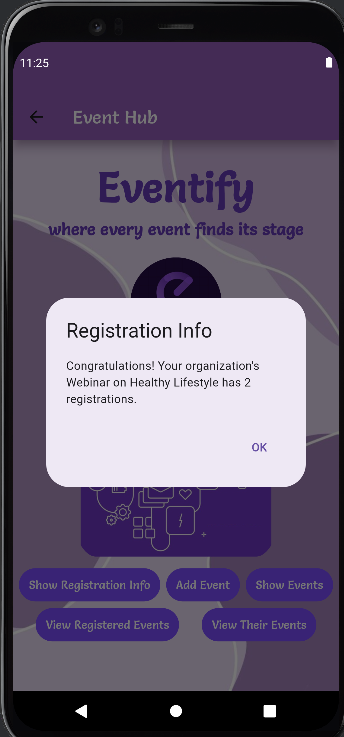 11:25
Event Hub
Eventify
where every event finds its stage
e
Registration Info
Congratulations! Your organization's
Webinar on Healthy Lifestyle has 2
registrations.
OK
Show Registration Info Add Event Show Events
View Registered Events View Their Events